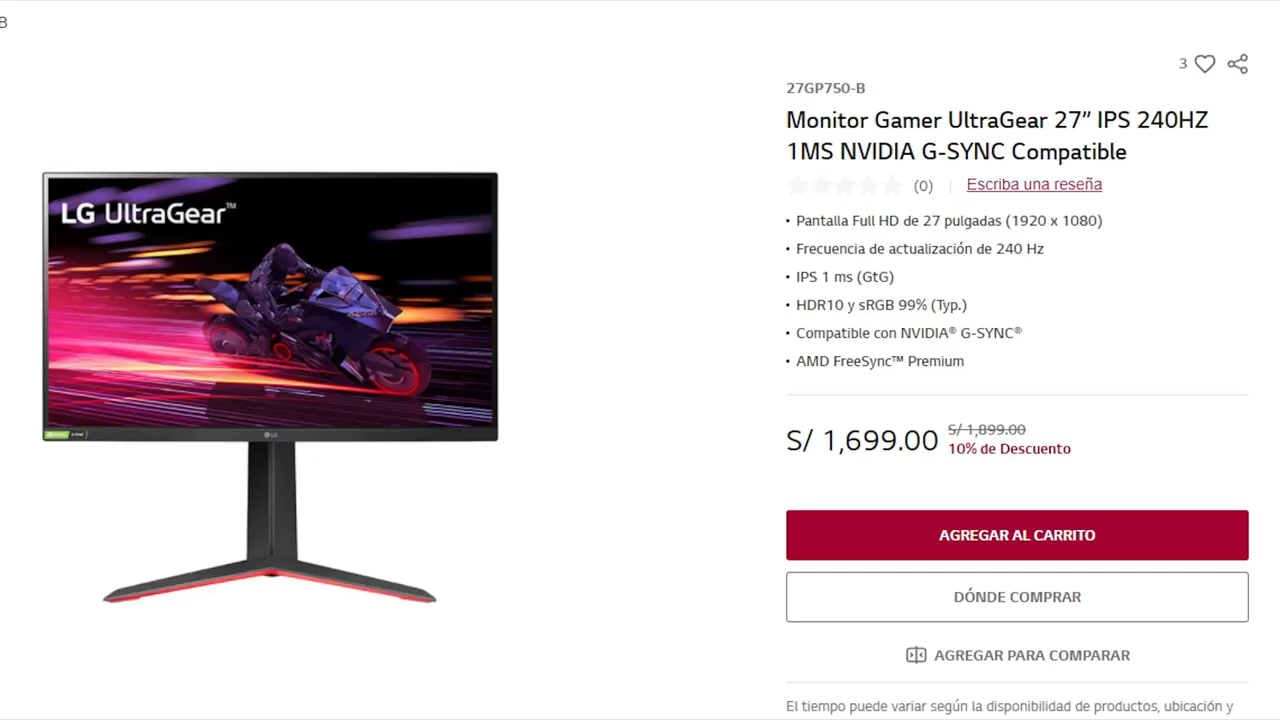 B
3
27GP750-B
Monitor Gamer UltraGear 27” IPS 240HZ
1MS NVIDIA G-SYNC Compatible
(0) | Escriba una reseña
• Pantalla Full HD de 27 pulgadas (1920 x 1080)
• Frecuencia de actualización de 240 Hz
• IPS 1 ms (GtG)
• HDR10 y sRGB 99% (Typ.)
• Compatible con NVIDIA® G-SYNC®
• AMD FreeSync™ Premium
LG UltraGear™
LG
S/ 1,699.00 S/ 1,899.00
10% de Descuento
AGREGAR AL CARRITO
DÓNDE COMPRAR
AGREGAR PARA COMPARAR
El tiempo puede variar según la disponibilidad de productos, ubicación y